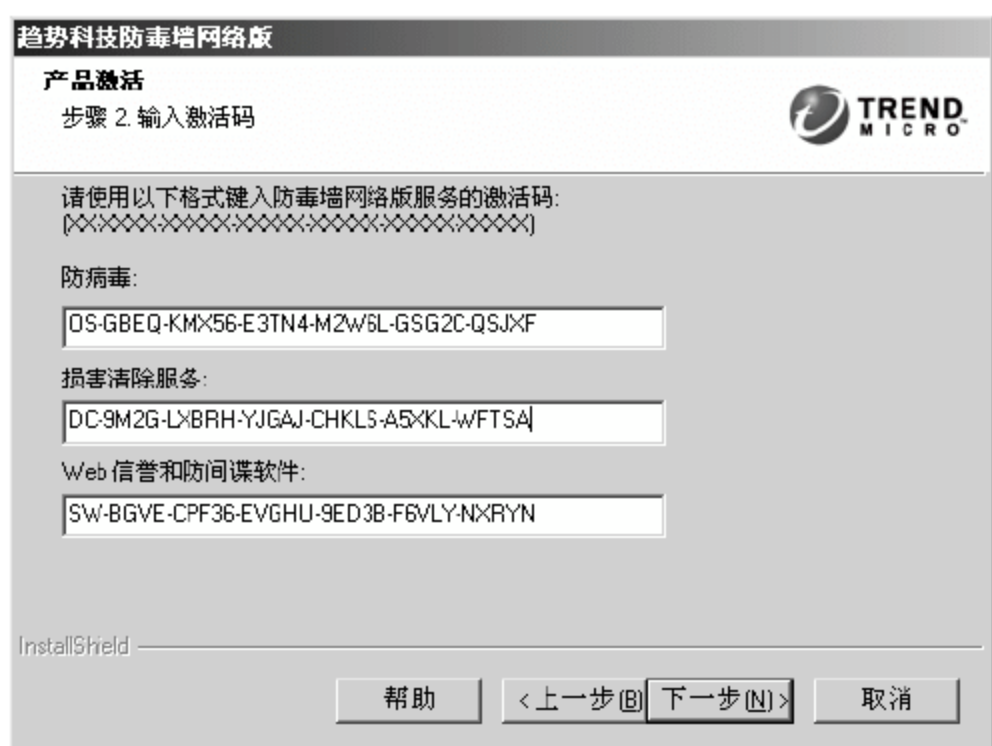 趋势科技防毒墙网络版
产品激活
步骤 2. 输入激活码
TREND
MICRO
请使用以下格式键入防毒墙网络版服务的激活码:
(XX-XXXX-XXXXX-XXXXX-XXXXX-XXXXX-XXXXX)
防病毒:
OS-GBEQ-KMX56-E3TN4-M2W6L-GSG2C-QSJXF
损害清除服务:
DC-9M2G-LXBRH-YJGAJ-CHKLS-A5XKL-WFTSA
Web 信誉和防间谍软件:
SW-BGVE-CPF36-EVGHU-9ED3B-F6VLY-NXRYN
InstallShield
帮助
<上一步(B)
下一步(N)>
取消